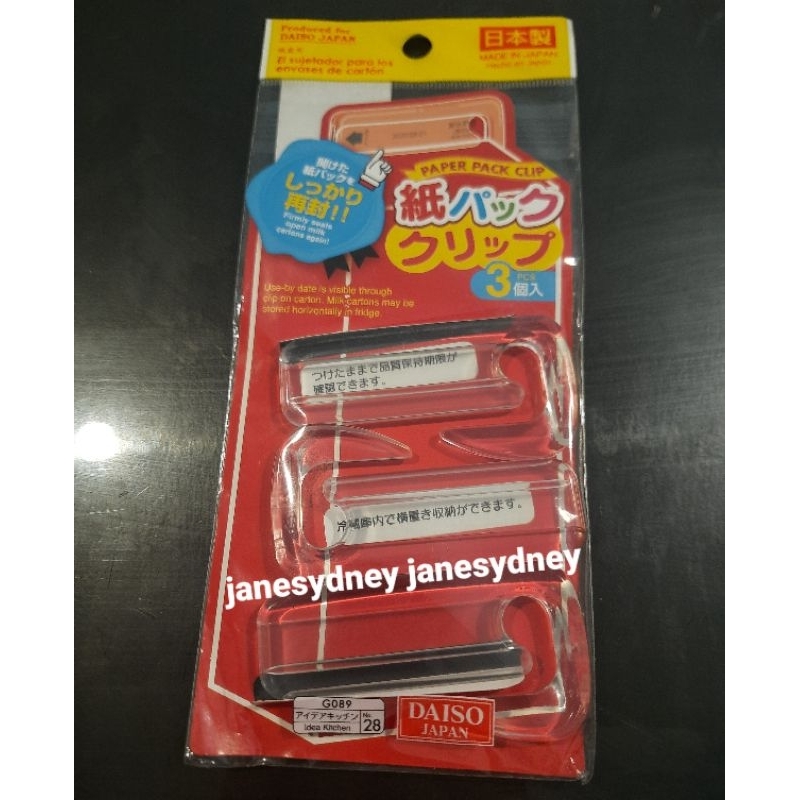 Produced for
DAISO JAPAN
El sujetador para los
envases de cartón
日本製
MADE IN JAPAN
開けた
紙パックを
しっかり
再封!!
Firmly seals
open milk
cartons again!
PAPER PACK CLIP
紙パック
クリップ
3 PCS
個入
Use-by date is visible through
clip on carton. Milk cartons may be
stored horizontally in fridge.
つけたままで品質保持期限が
確認できます。
冷蔵庫内で横置き収納ができます。
janesydney janesydney
G089
アイデアキッチン
Idea Kitchen
No.
28
DAISO
JAPAN